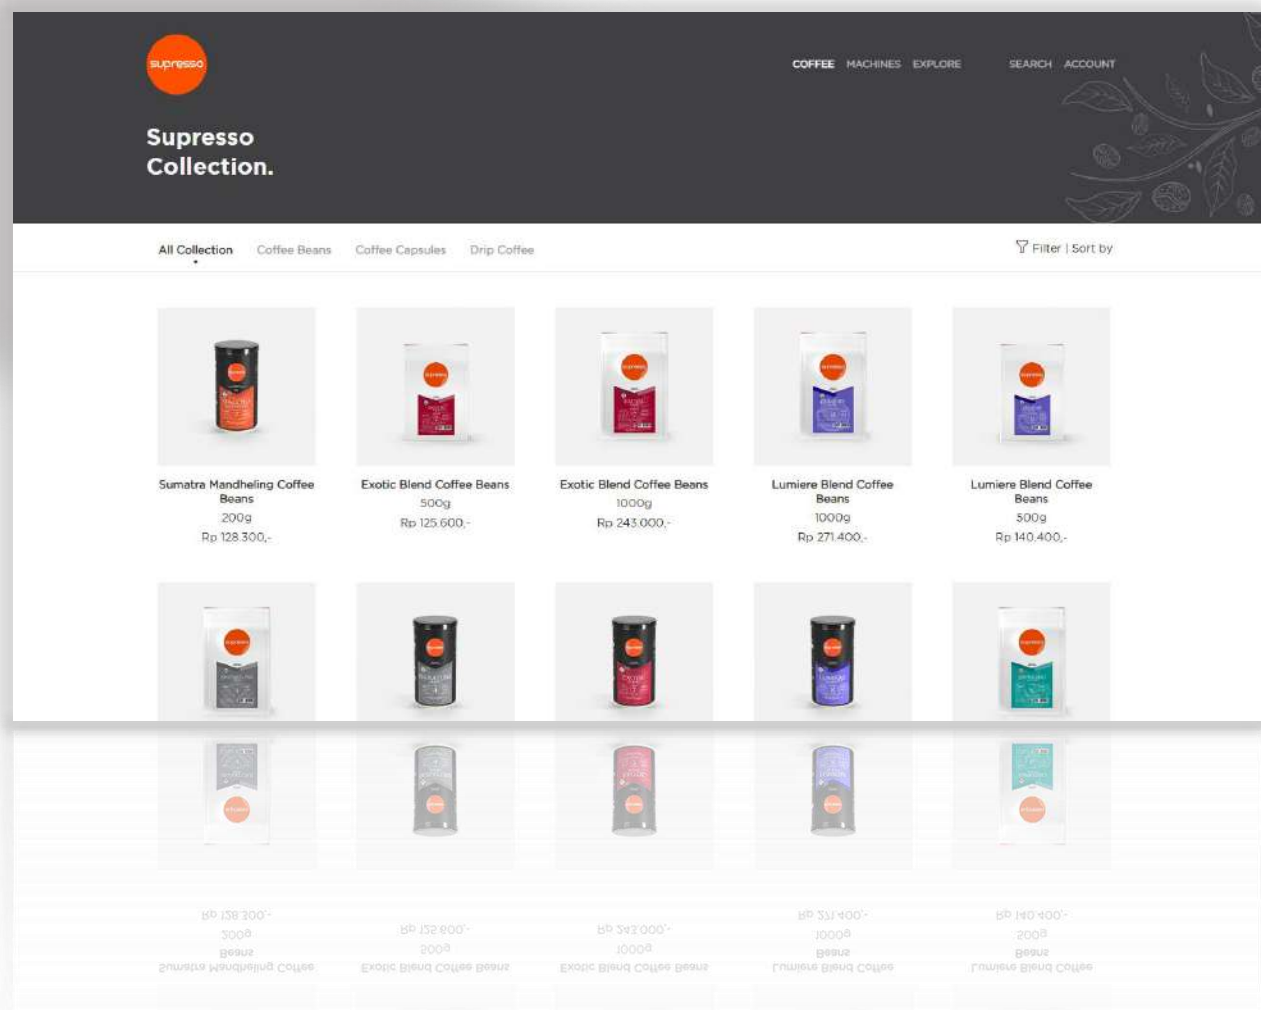 supresso
COFFEE MACHINES EXPLORE SEARCH ACCOUNT
Supresso
Collection.
All Collection Coffee Beans Coffee Capsules Drip Coffee
Filter | Sort by
Sumatra Mandheling Coffee
Beans
200g
Rp 128.300,-
Exotic Blend Coffee Beans
500g
Rp 125.600,-
Exotic Blend Coffee Beans
1000g
Rp 243.000,-
Lumiere Blend Coffee
Beans
1000g
Rp 271.400,-
Lumiere Blend Coffee
Beans
500g
Rp 140.400,-